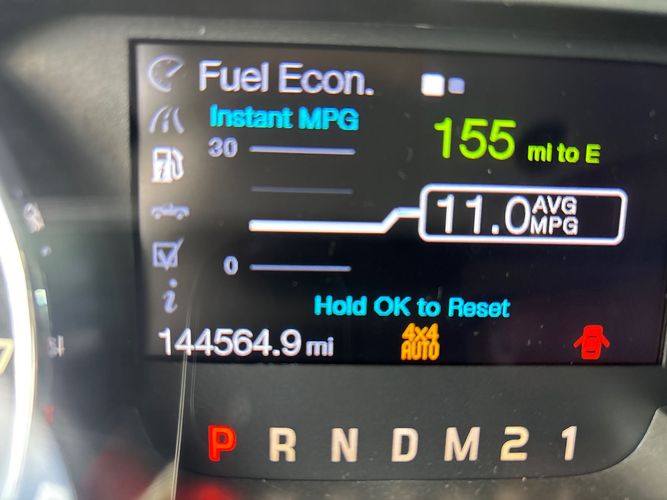 Fuel Econ.
Instant MPG
30
155 mi to E
11.0 AVG MPG
0
Hold OK to Reset
144564.9 mi
4x4 AUTO
P R N D M 2 1
7